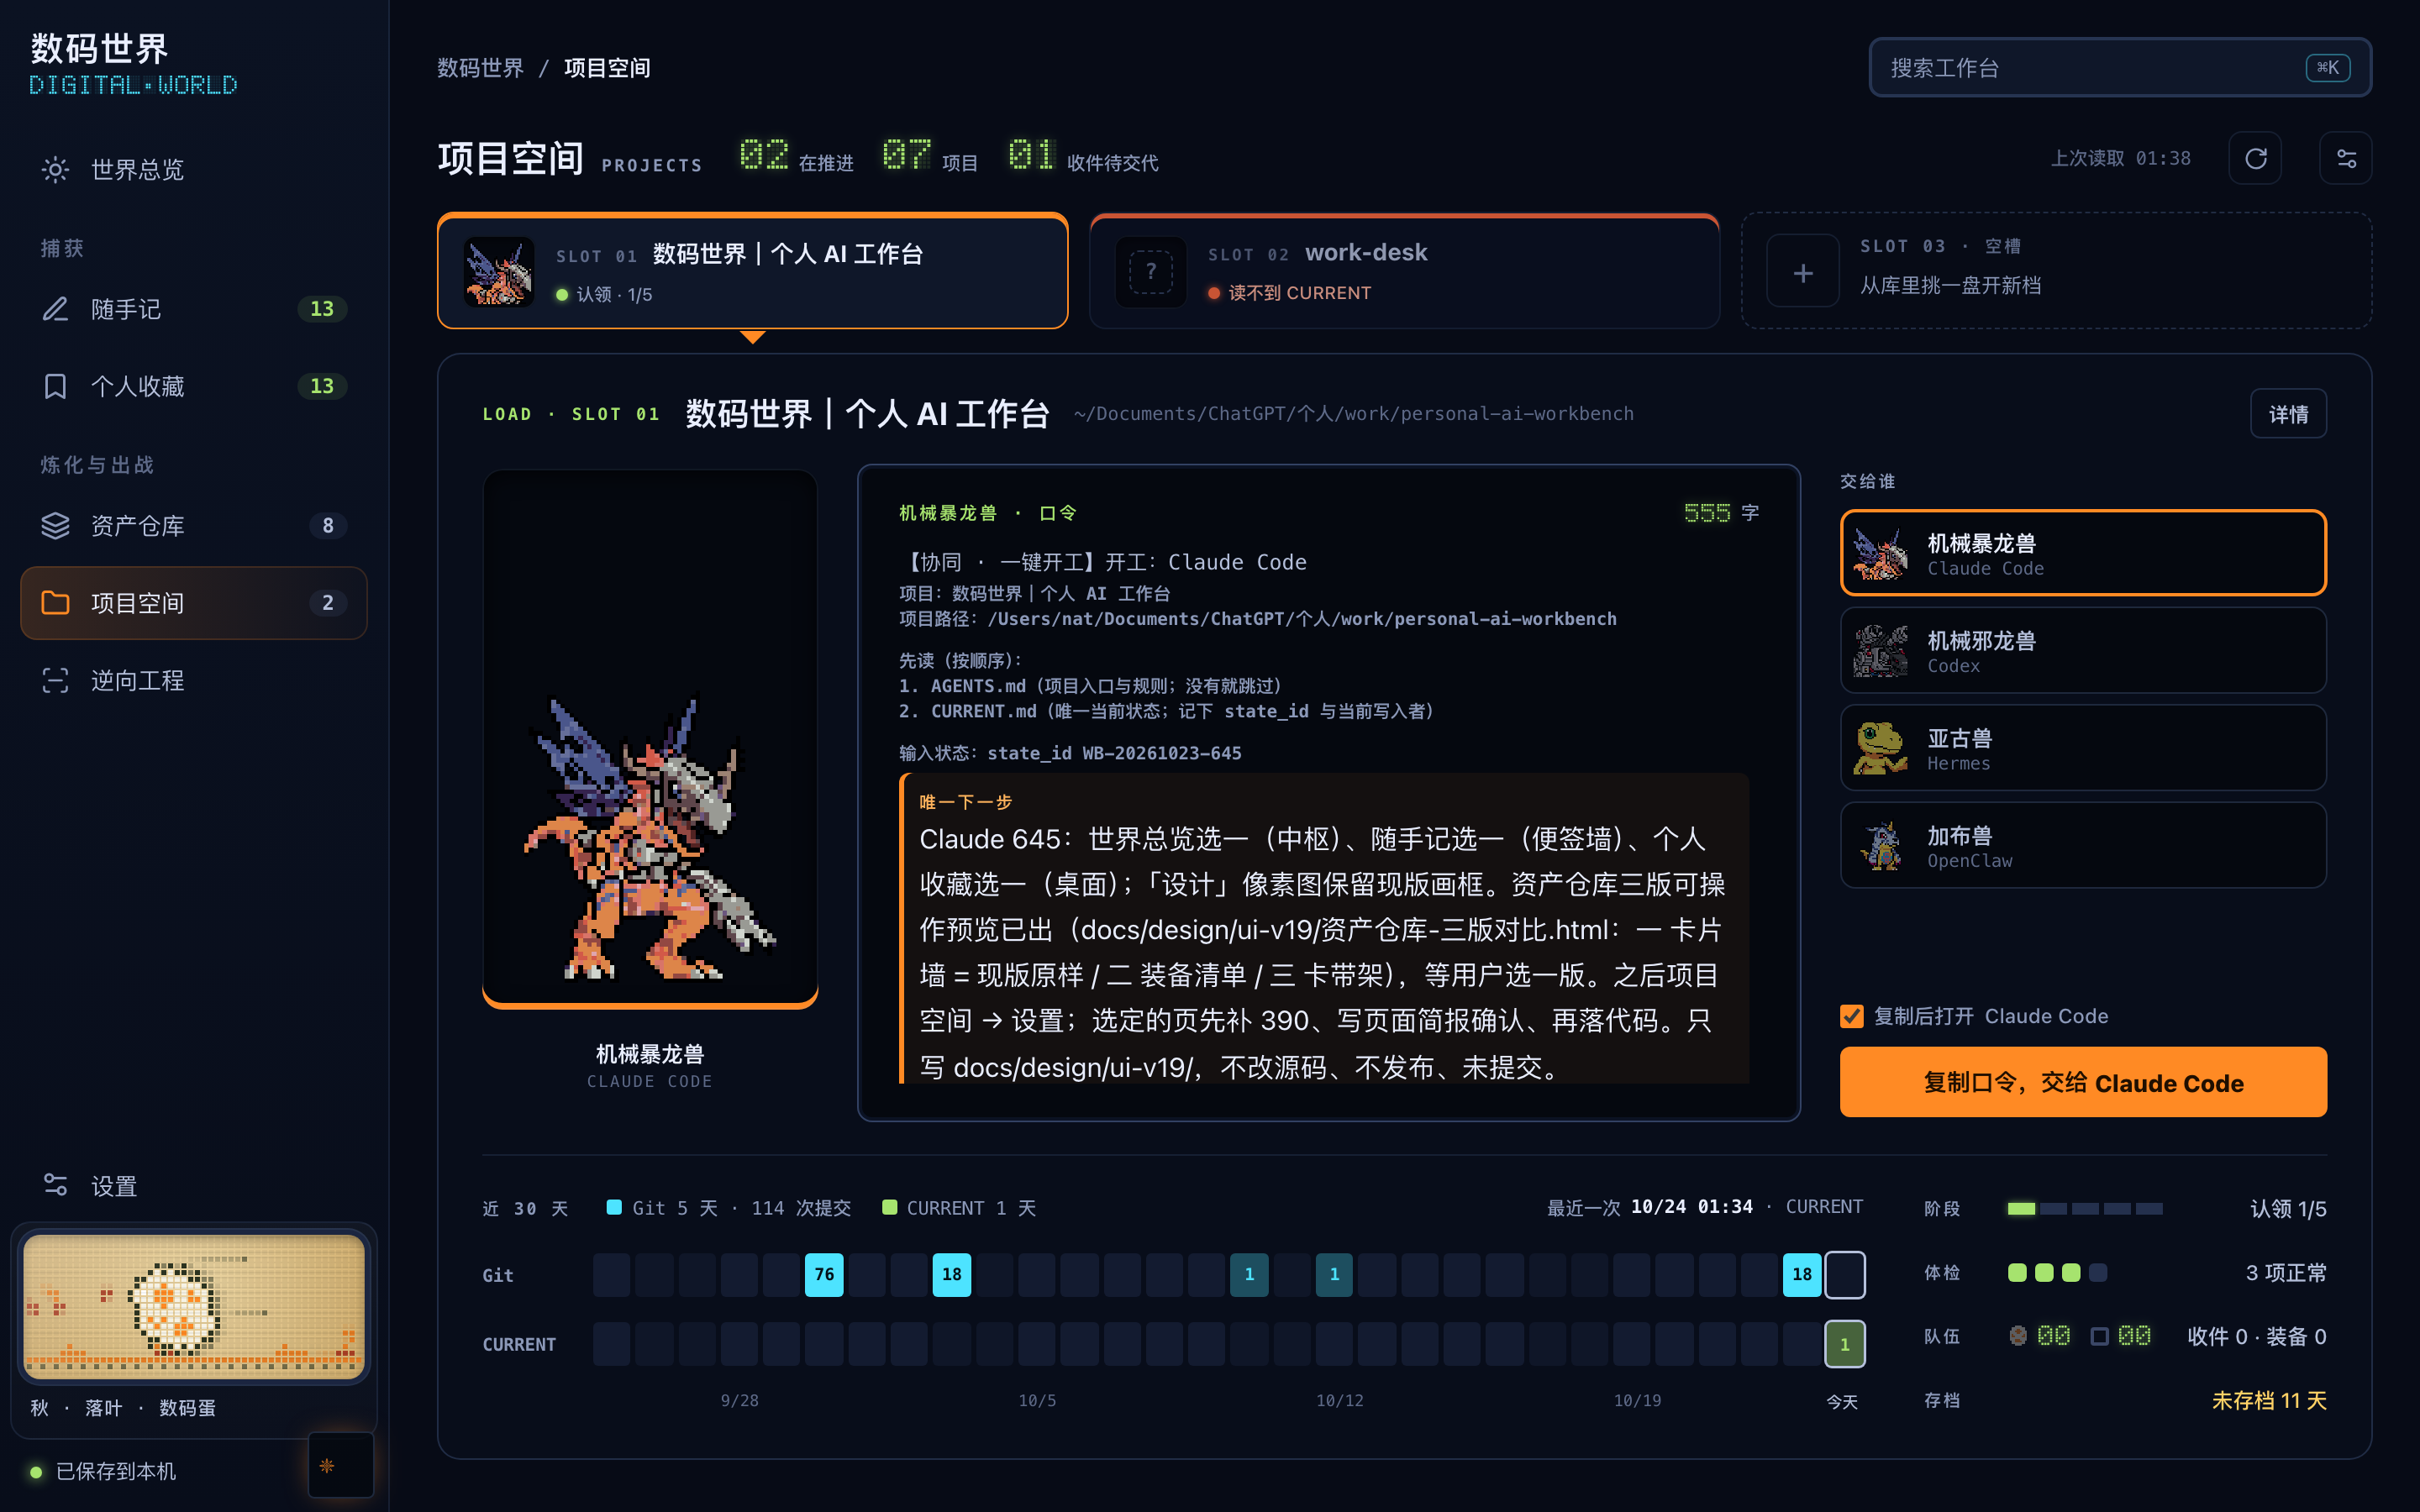 数码世界
DIGITAL·WORLD
世界总览
捕获
随手记 13
个人收藏 13
炼化与出战
资产仓库 8
项目空间 2
逆向工程
设置
秋 · 落叶 · 数码蛋
已保存到本机
数码世界 / 项目空间
搜索工作台 ⌘K
项目空间 PROJECTS 02 在推进 07 项目 01 收件待交代
上次读取 01:38
SLOT 01 数码世界｜个人 AI 工作台
认领 · 1/5
?
SLOT 02 work-desk
读不到 CURRENT
+
SLOT 03 · 空槽
从库里挑一盘开新档
LOAD · SLOT 01 数码世界｜个人 AI 工作台 ~/Documents/ChatGPT/个人/work/personal-ai-workbench
详情
机械暴龙兽
CLAUDE CODE
机械暴龙兽 · 口令 555 字
【协同 · 一键开工】开工：Claude Code
项目：数码世界｜个人 AI 工作台
项目路径：/Users/nat/Documents/ChatGPT/个人/work/personal-ai-workbench
先读（按顺序）：
1. AGENTS.md（项目入口与规则；没有就跳过）
2. CURRENT.md（唯一当前状态；记下 state_id 与当前写入者）
输入状态：state_id WB-20261023-645
唯一下一步
Claude 645：世界总览选一（中枢）、随手记选一（便签墙）、个人
收藏选一（桌面）；「设计」像素图保留现版画框。资产仓库三版可操
作预览已出（docs/design/ui-v19/资产仓库-三版对比.html：一 卡片
墙 = 现版原样 / 二 装备清单 / 三 卡带架），等用户选一版。之后项目
空间 → 设置；选定的页先补 390、写页面简报确认、再落代码。只
写 docs/design/ui-v19/，不改源码、不发布、未提交。
交给谁
机械暴龙兽
Claude Code
机械邪龙兽
Codex
亚古兽
Hermes
加布兽
OpenClaw
复制后打开 Claude Code
复制口令，交给 Claude Code
近 30 天 Git 5 天 · 114 次提交 CURRENT 1 天
最近一次 10/24 01:34 · CURRENT
Git 76 18 1 1 18
CURRENT 1
9/28 10/5 10/12 10/19 今天
阶段 认领 1/5
体检 3 项正常
队伍 00 00 收件 0 · 装备 0
存档 未存档 11 天